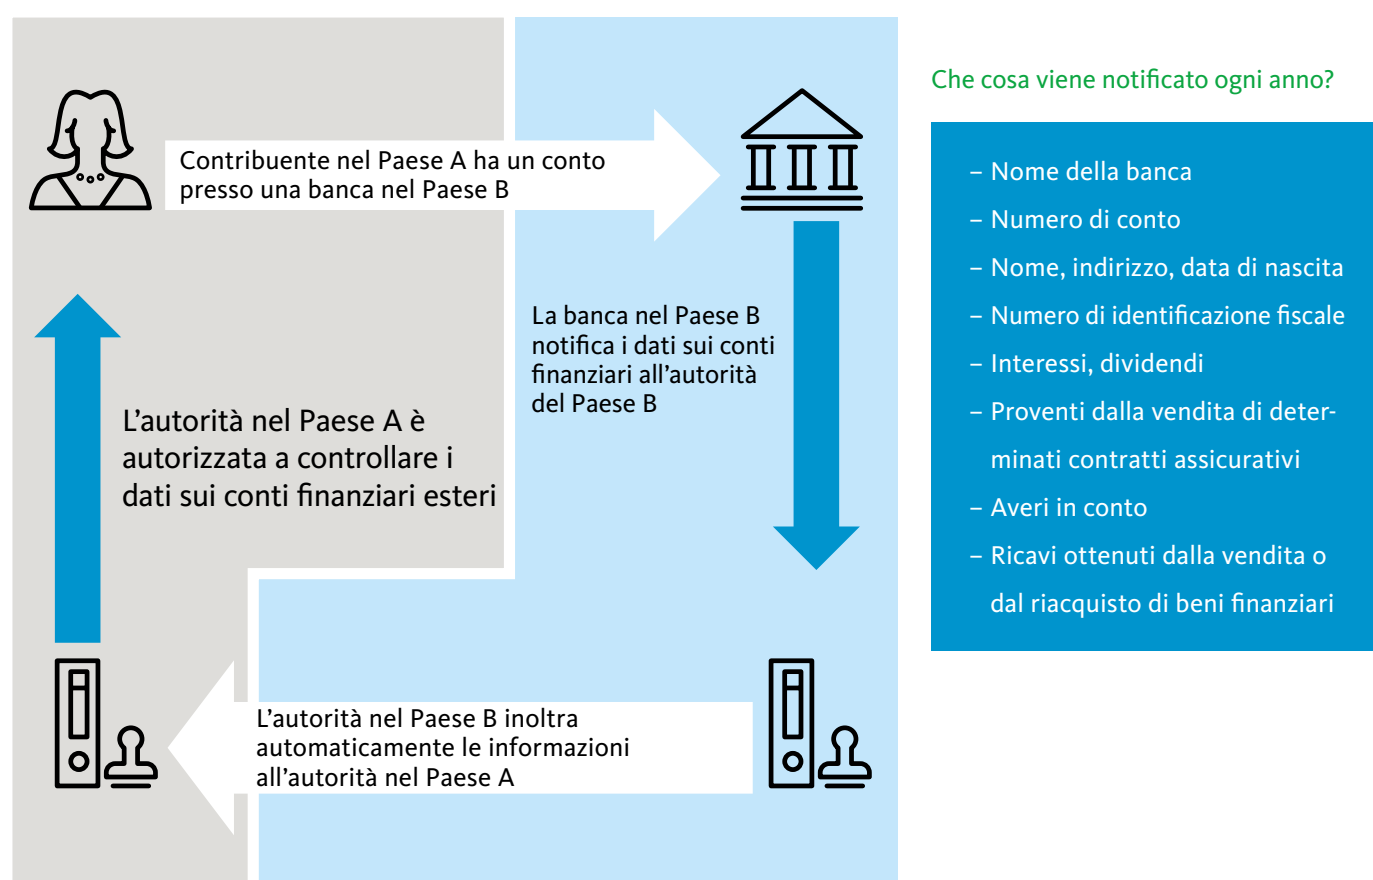 Contribuente nel Paese A ha un conto
presso una banca nel Paese B
La banca nel Paese B
notifica i dati sui conti
finanziari all’autorità
del Paese B
L’autorità nel Paese B inoltra
automaticamente le informazioni
all’autorità nel Paese A
L’autorità nel Paese A è
autorizzata a controllare i
dati sui conti finanziari esteri
Che cosa viene notificato ogni anno?
– Nome della banca
– Numero di conto
– Nome, indirizzo, data di nascita
– Numero di identificazione fiscale
– Interessi, dividendi
– Proventi dalla vendita di deter-
minati contratti assicurativi
– Averi in conto
– Ricavi ottenuti dalla vendita o
dal riacquisto di beni finanziari